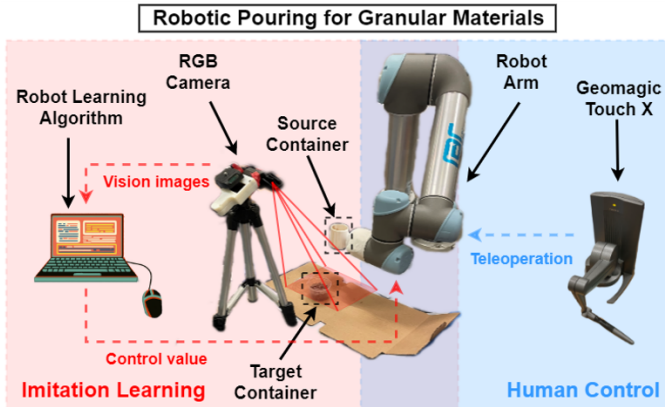 Robotic Pouring for Granular Materials
RGB
Camera
Robot
Arm
Robot Learning
Algorithm
Geomagic
Touch X
Source
Container
Vision images
Teleoperation
Control value
Target
Container
Imitation Learning
Human Control